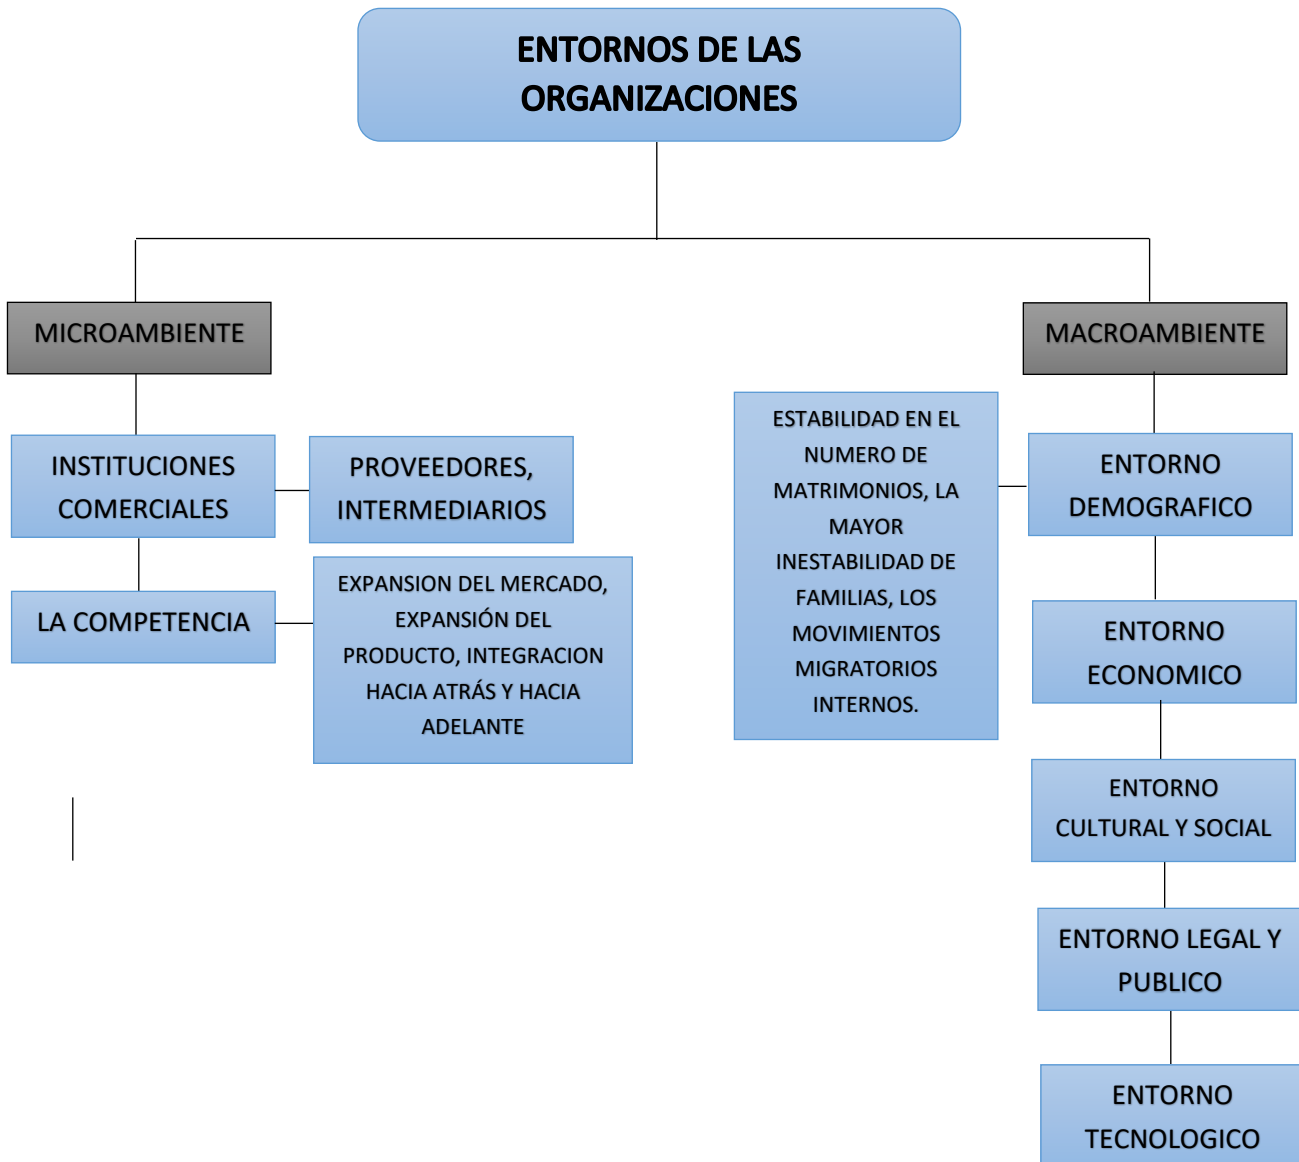 ENTORNOS DE LAS
ORGANIZACIONES
MICROAMBIENTE
INSTITUCIONES
COMERCIALES
PROVEEDORES,
INTERMEDIARIOS
LA COMPETENCIA
EXPANSION DEL MERCADO,
EXPANSIÓN DEL
PRODUCTO, INTEGRACION
HACIA ATRÁS Y HACIA
ADELANTE
MACROAMBIENTE
ESTABILIDAD EN EL
NUMERO DE
MATRIMONIOS, LA
MAYOR
INESTABILIDAD DE
FAMILIAS, LOS
MOVIMIENTOS
MIGRATORIOS
INTERNOS.
ENTORNO
DEMOGRAFICO
ENTORNO
ECONOMICO
ENTORNO
CULTURAL Y SOCIAL
ENTORNO LEGAL Y
PUBLICO
ENTORNO
TECNOLOGICO